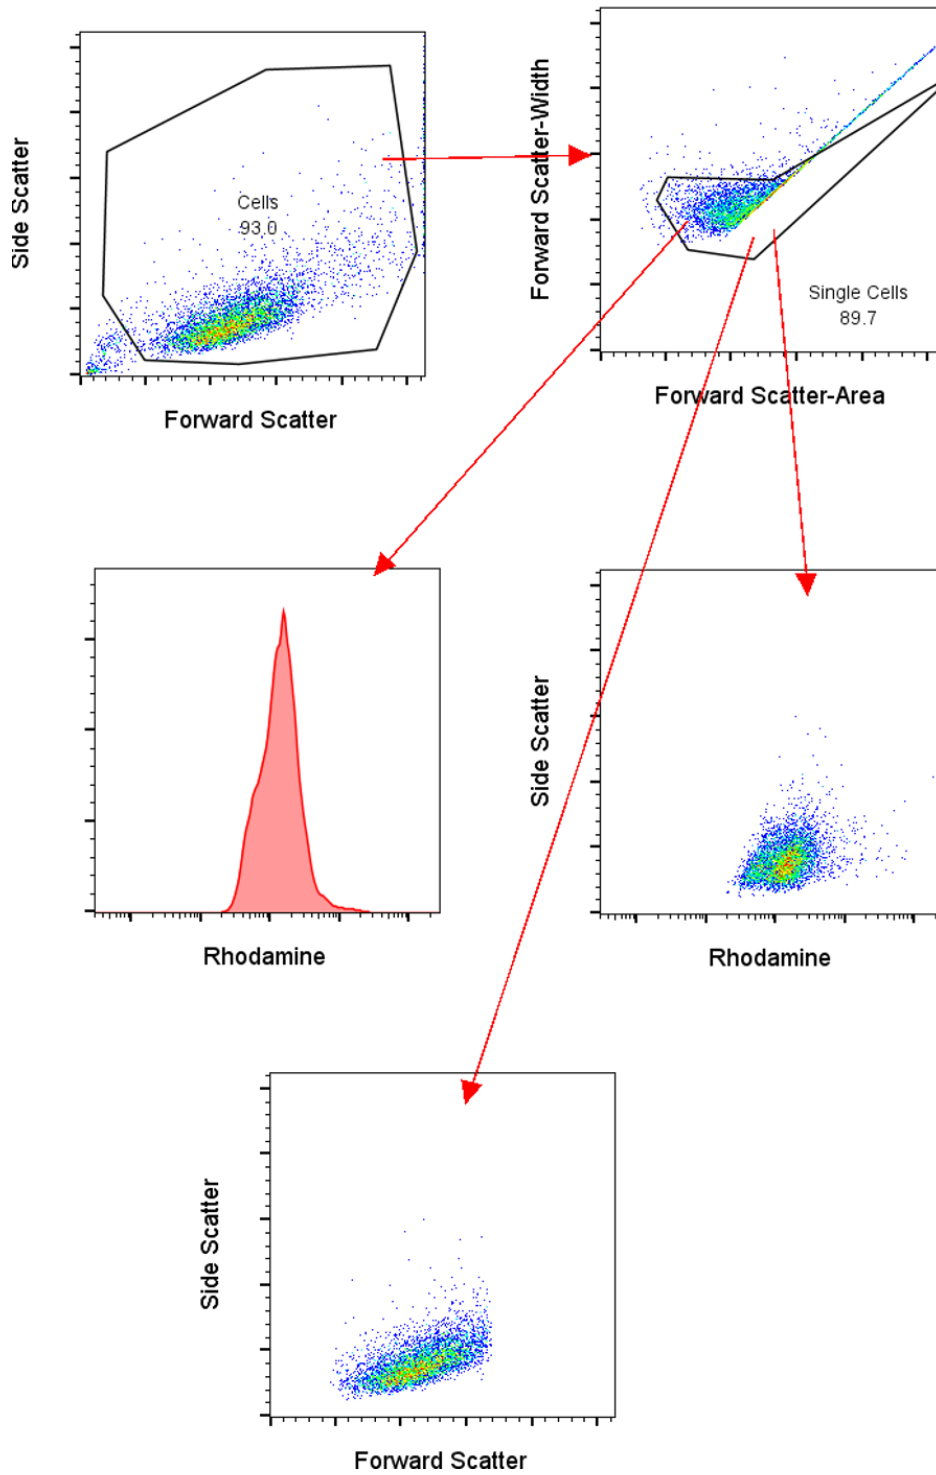 Side Scatter
Cells
93.0
Forward Scatter
Forward Scatter-Width
Single Cells
89.7
Forward Scatter-Area
Rhodamine
Side Scatter
Rhodamine
Side Scatter
Forward Scatter